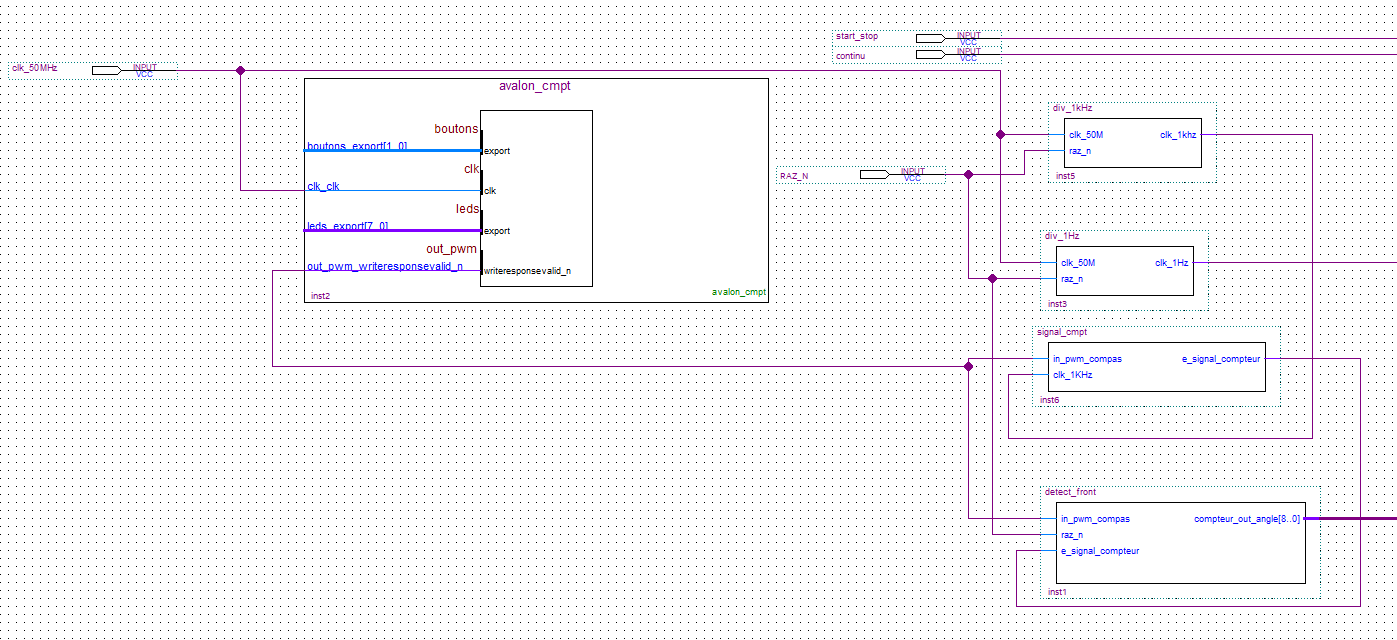 start_stop
INPUT
VCC
continu
INPUT
VCC
clk_50MHz
INPUT
VCC
avalon_cmpt
boutons
boutons_export[1..0]
export
clk
clk_clk
clk
leds
leds_export[7..0]
export
out_pwm
out_pwm_writeresponsevalid_n
writeresponsevalid_n
inst2
avalon_cmpt
RAZ_N
INPUT
VCC
div_1kHz
clk_50M
clk_1khz
raz_n
inst5
div_1Hz
clk_50M
clk_1Hz
raz_n
inst3
signal_cmpt
in_pwm_compas
e_signal_compteur
clk_1KHz
inst6
detect_front
in_pwm_compas
compteur_out_angle[8..0]
raz_n
e_signal_compteur
inst1